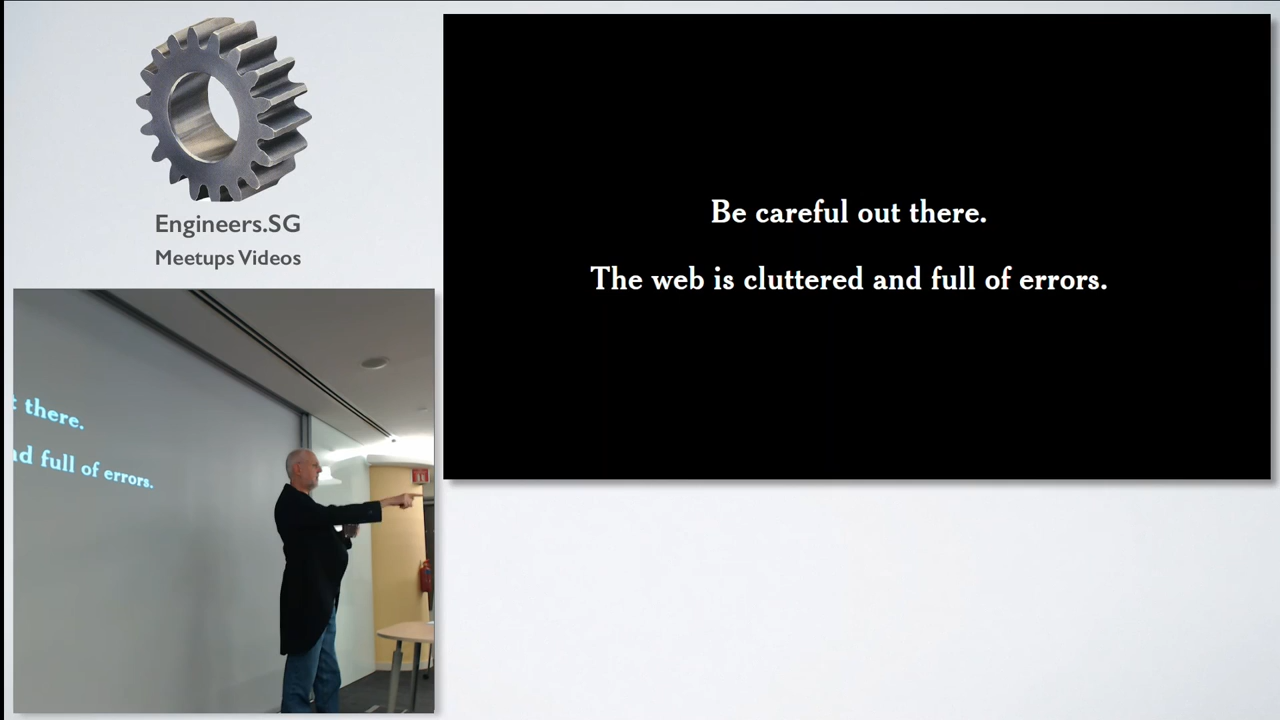 Engineers.SG
Meetups Videos
Be careful out there.
The web is cluttered and full of errors.
there.
nd full of errors.